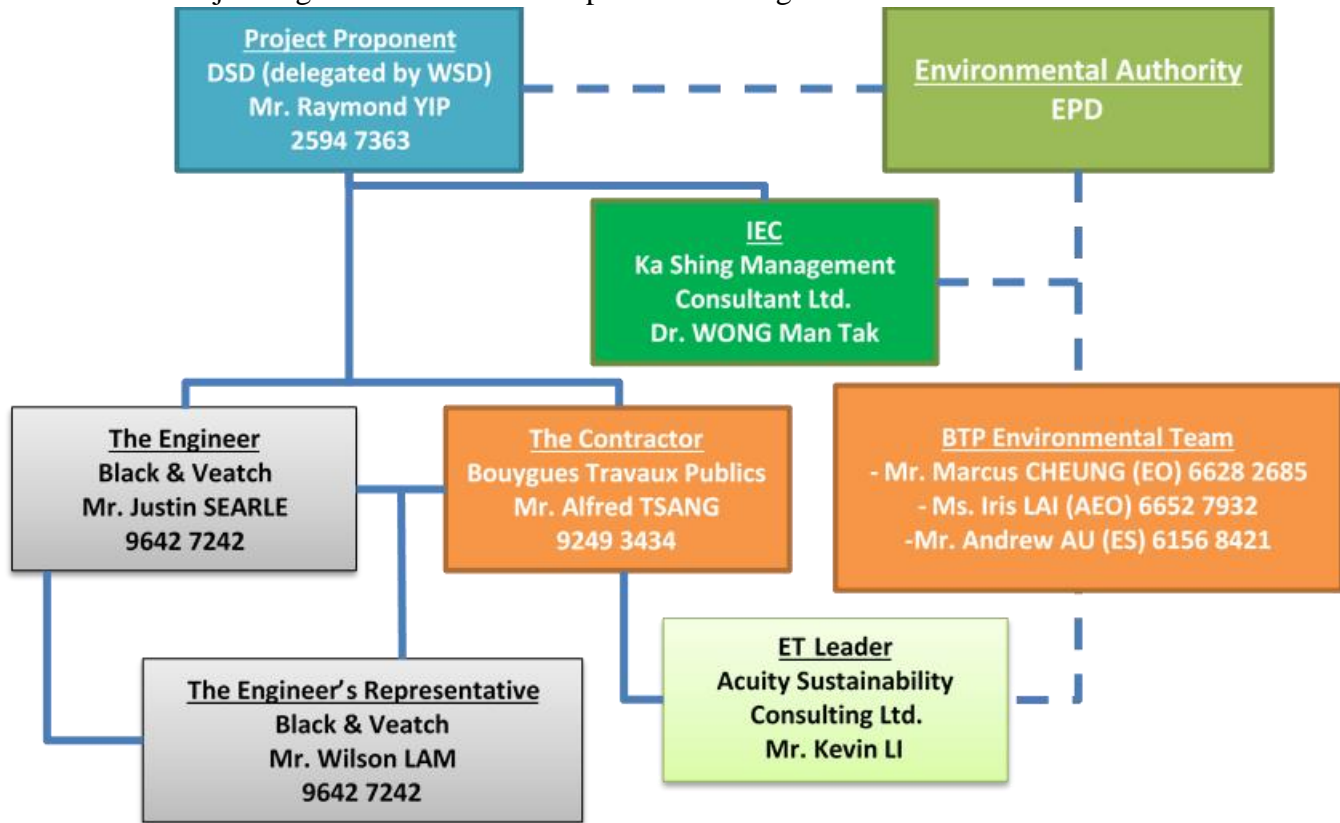 Project Proponent
DSD (delegated by WSD)
Mr. Raymond YIP
2594 7363
Environmental Authority
EPD
IEC
Ka Shing Management
Consultant Ltd.
Dr. WONG Man Tak
The Engineer
Black & Veatch
Mr. Justin SEARLE
9642 7242
The Contractor
Bouygues Travaux Publics
Mr. Alfred TSANG
9249 3434
BTP Environmental Team
- Mr. Marcus CHEUNG (EO) 6628 2685
- Ms. Iris LAI (AEO) 6652 7932
-Mr. Andrew AU (ES) 6156 8421
The Engineer’s Representative
Black & Veatch
Mr. Wilson LAM
9642 7242
ET Leader
Acuity Sustainability
Consulting Ltd.
Mr. Kevin LI